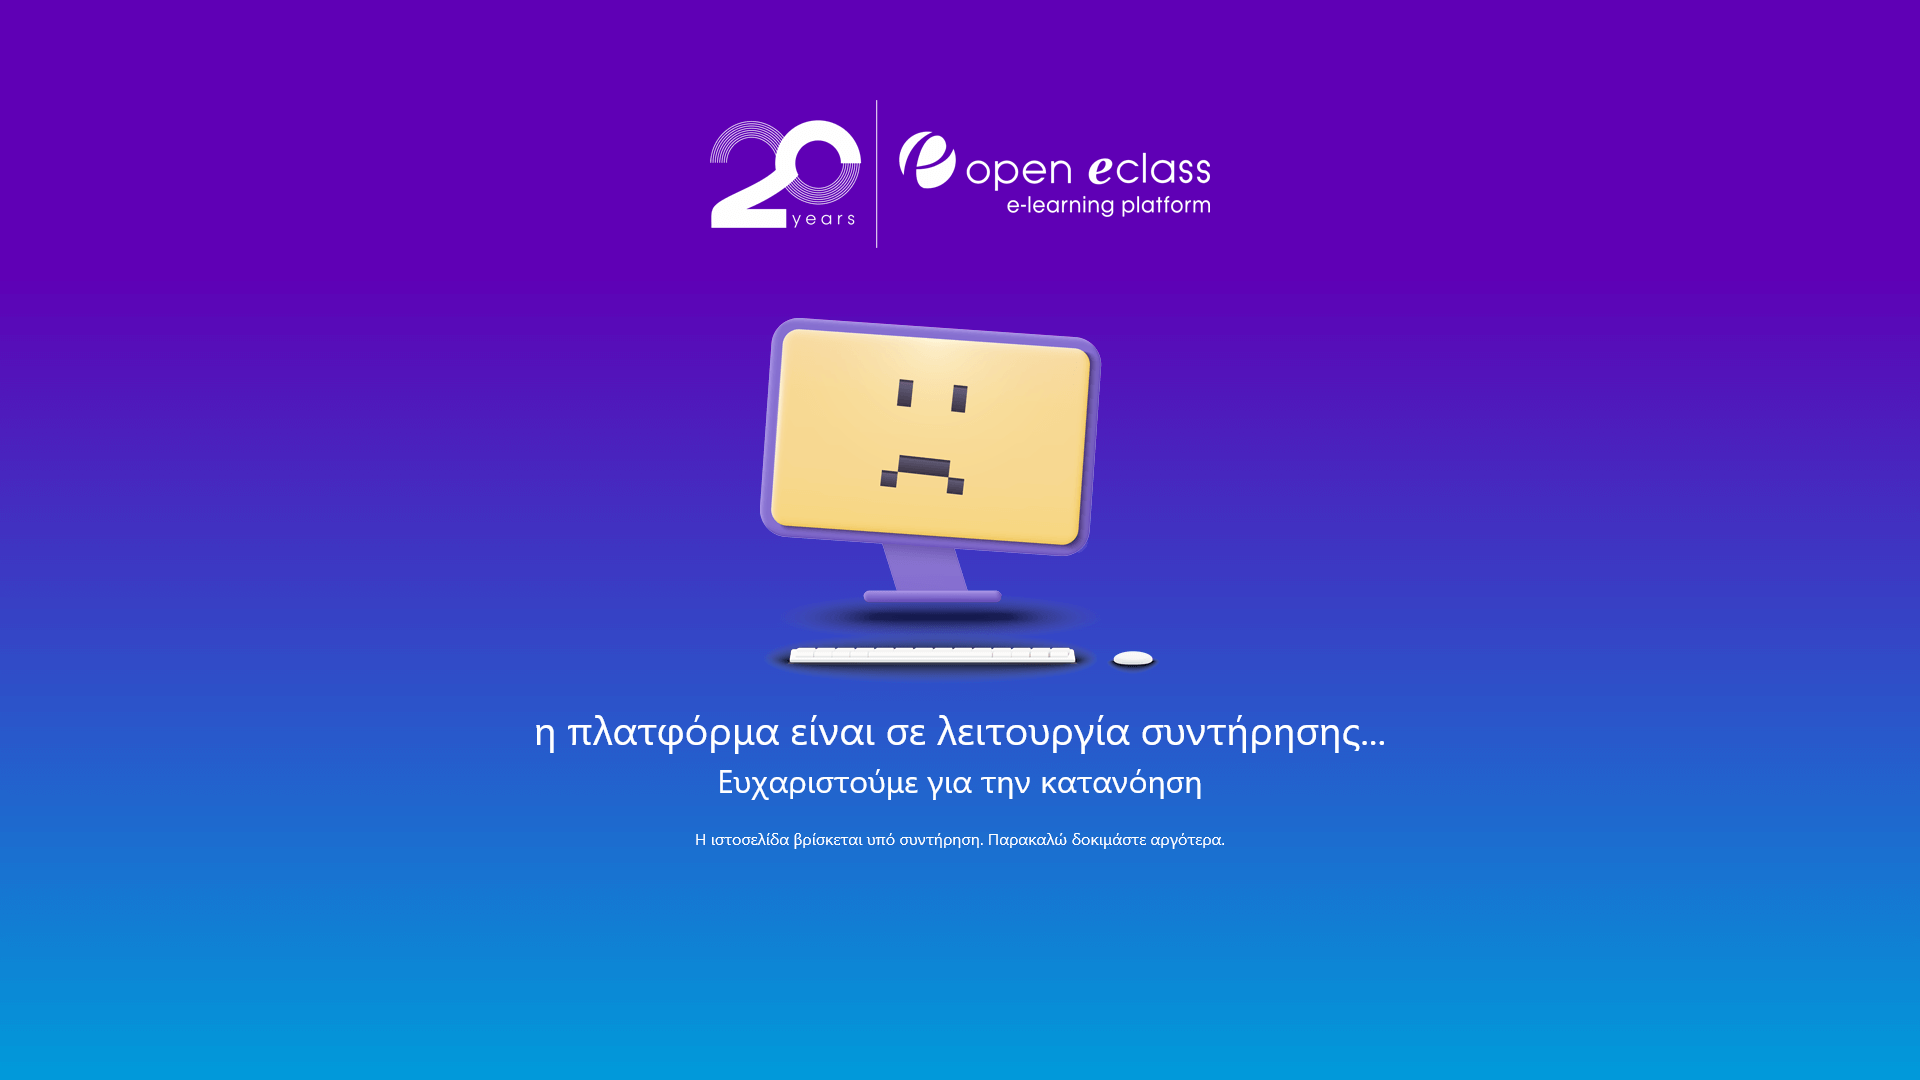 20 years
open eclass
e-learning platform
η πλατφόρμα είναι σε λειτουργία συντήρησης...
Ευχαριστούμε για την κατανόηση
Η ιστοσελίδα βρίσκεται υπό συντήρηση. Παρακαλώ δοκιμάστε αργότερα.